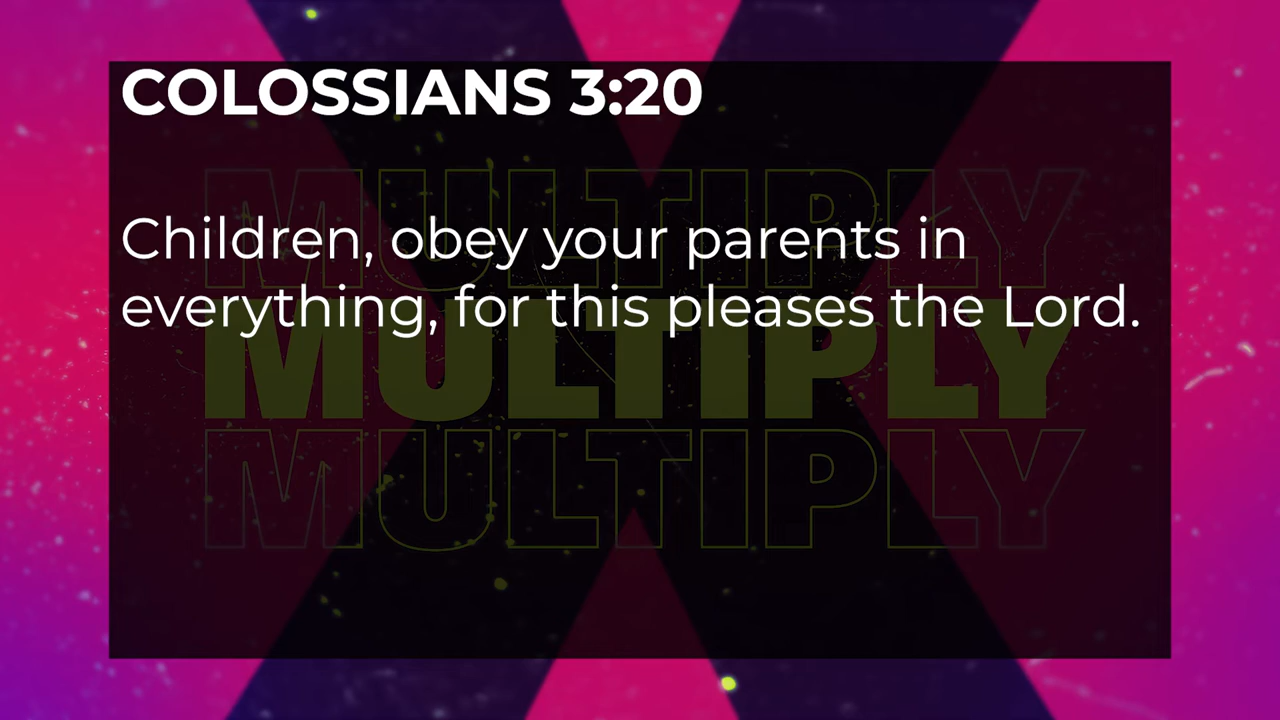 COLOSSIANS 3:20
Children, obey your parents in
everything, for this pleases the Lord.
MULTIPLY
MULTIPLY
MULTIPLY